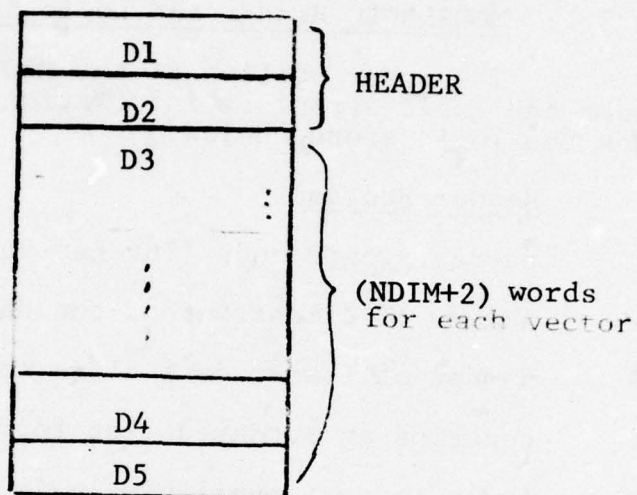 D1
HEADER
D2
D3
(NDIM+2) words
for each vector
D4
D5